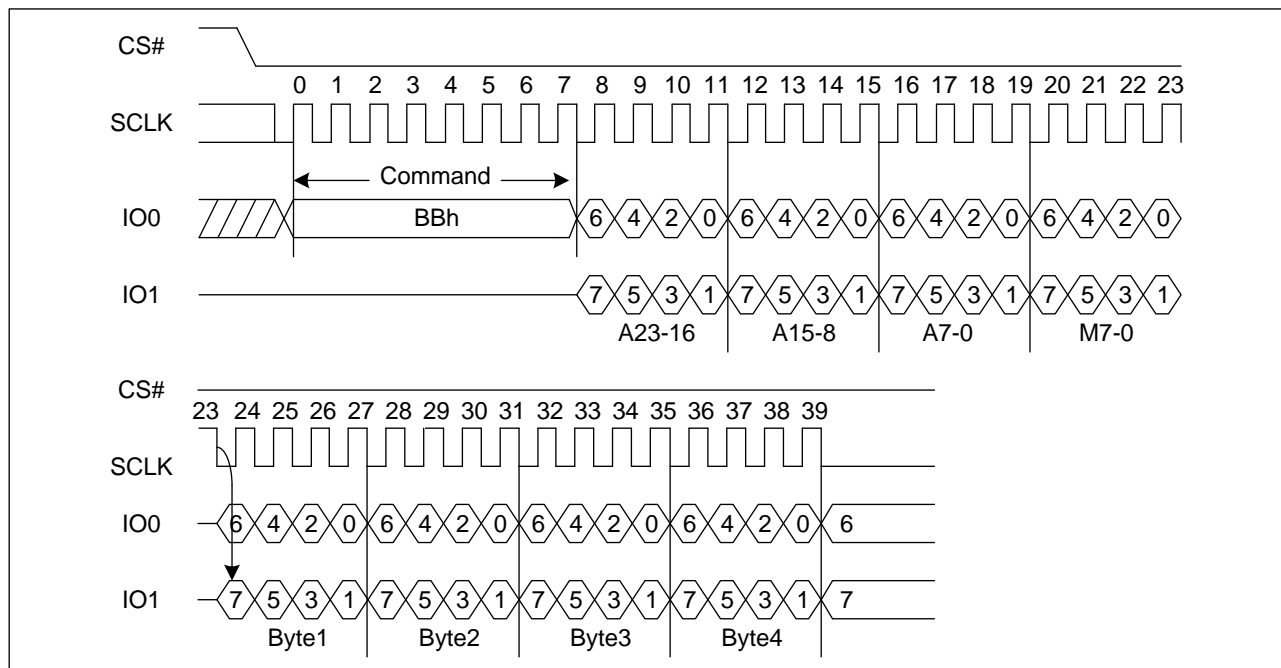 CS#
0 1 2 3 4 5 6 7 8 9 10 11 12 13 14 15 16 17 18 19 20 21 22 23
SCLK
Command
IO0 BBh 6 4 2 0 6 4 2 0 6 4 2 0 6 4 2 0
IO1 7 5 3 1 7 5 3 1 7 5 3 1 7 5 3 1
A23-16 A15-8 A7-0 M7-0
CS#
23 24 25 26 27 28 29 30 31 32 33 34 35 36 37 38 39
SCLK
IO0 6 4 2 0 6 4 2 0 6 4 2 0 6 4 2 0 6
IO1 7 5 3 1 7 5 3 1 7 5 3 1 7 5 3 1 7
Byte1 Byte2 Byte3 Byte4